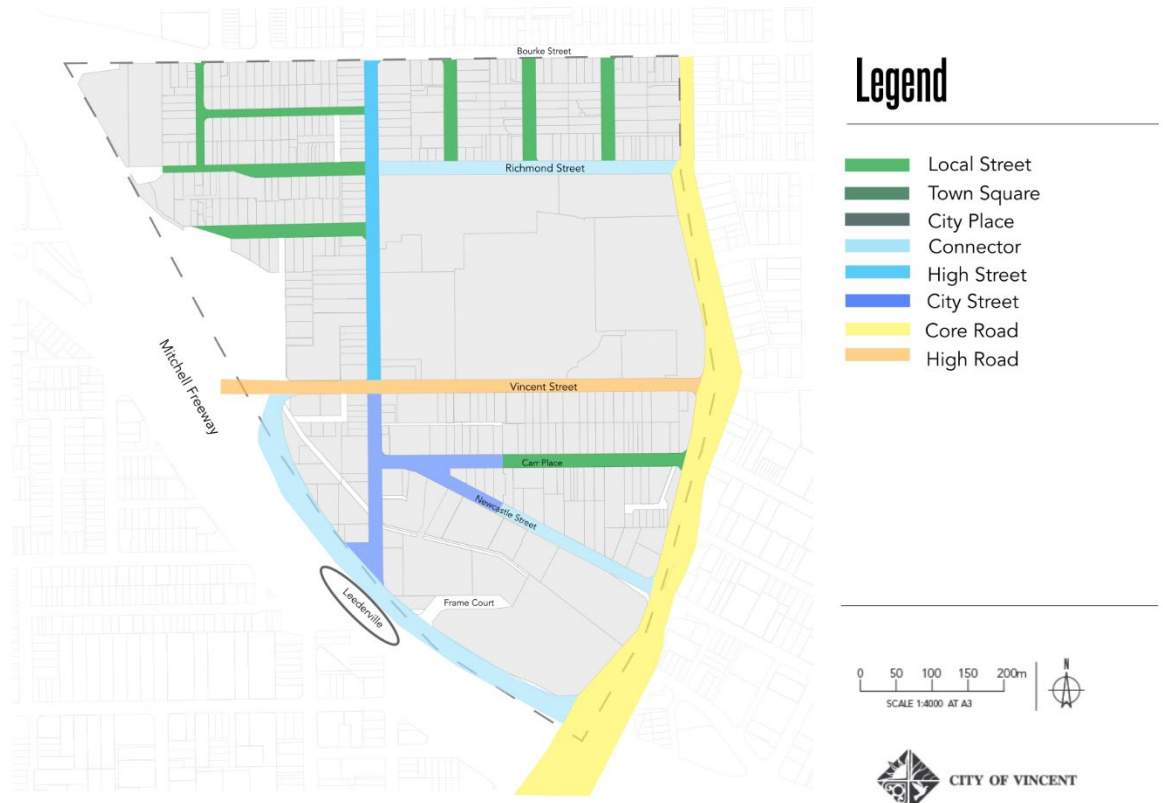 Bourke Street
Richmond Street
Mitchell Freeway
Vincent Street
Carr Place
Newcastle Street
Leederville
Frame Court
Legend
Local Street
Town Square
City Place
Connector
High Street
City Street
Core Road
High Road
0 50 100 150 200m
N
SCALE 1:4000 AT A3
CITY OF VINCENT